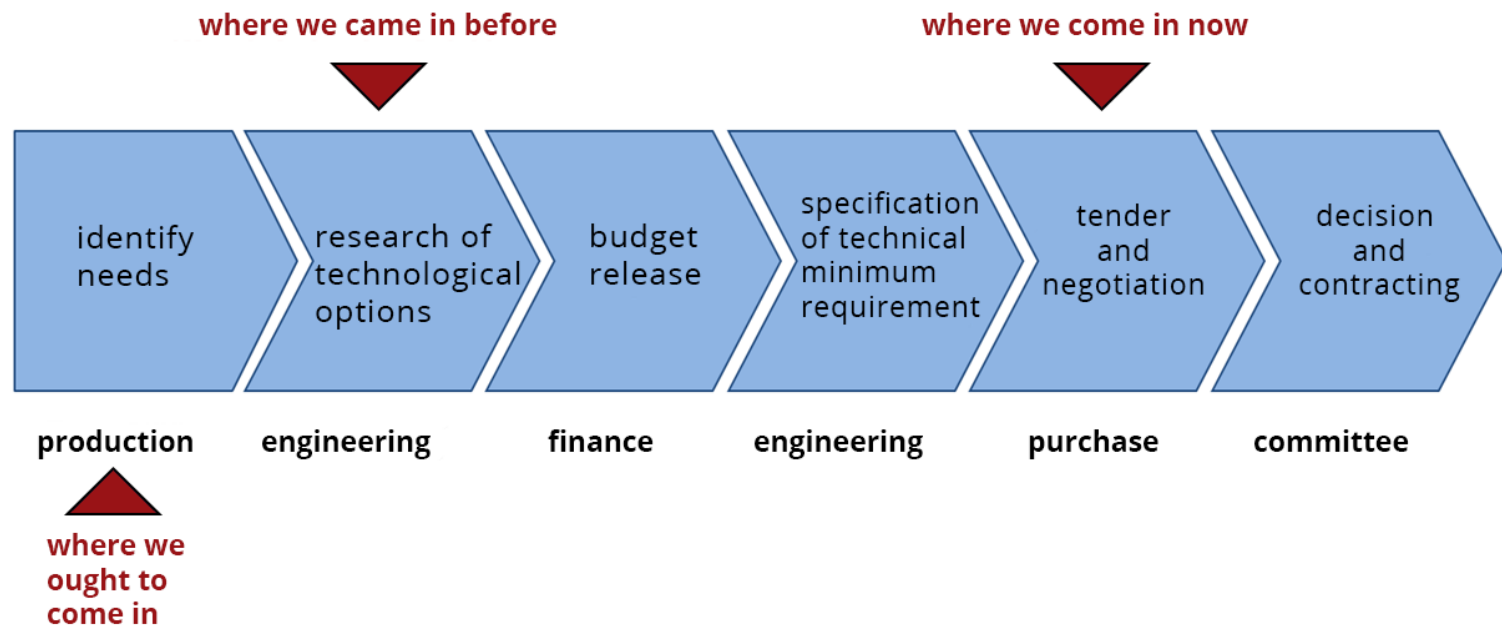 where we came in before
where we come in now
identify
needs
research of
technological
options
budget
release
specification
of technical
minimum
requirement
tender
and
negotiation
decision
and
contracting
production
engineering
finance
engineering
purchase
committee
where we
ought to
come in